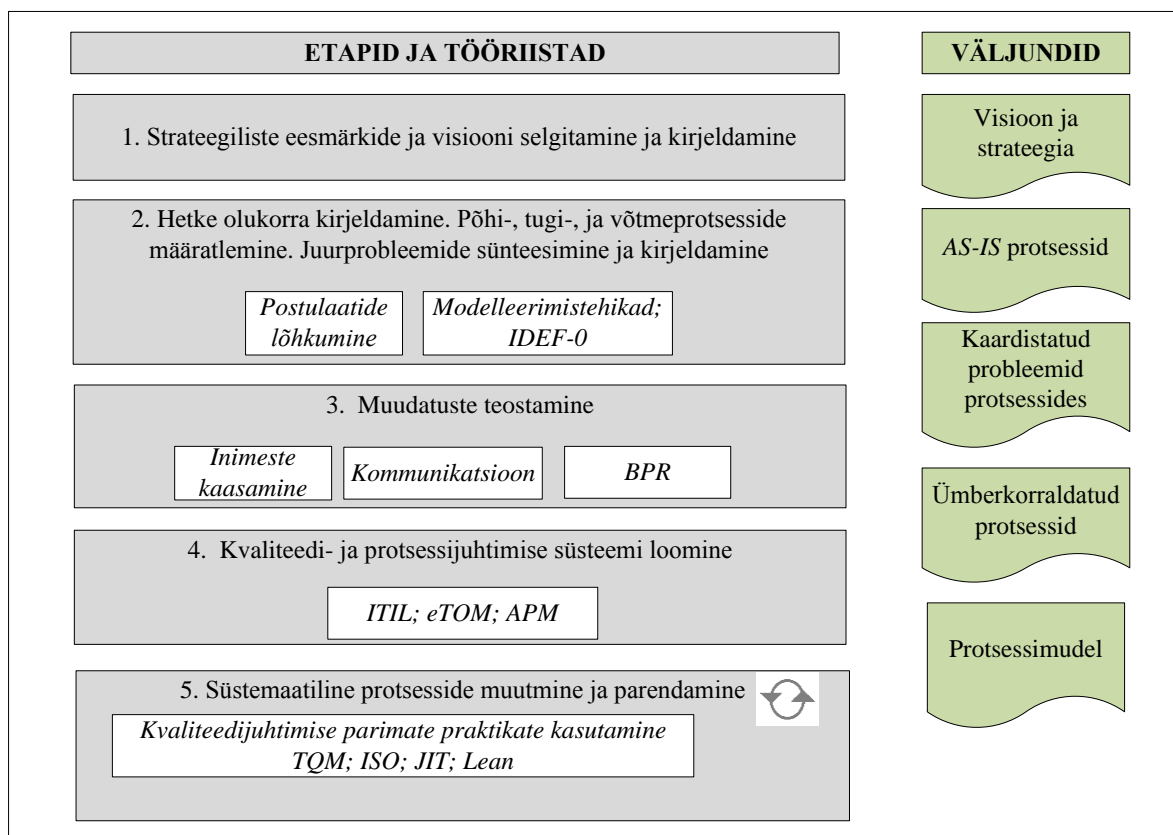 ETAPID JA TÖÖRIISTAD
1. Strateegiliste eesmärkide ja visiooni selgitamine ja kirjeldamine
2. Hetke olukorra kirjeldamine. Põhi-, tugi-, ja võtmeprotsesside
määratlemine. Juurprobleemide sünteesimine ja kirjeldamine
Postulaatide
lõhkumine
Modelleerimistehikad;
IDEF-0
3. Muudatuste teostamine
Inimeste
kaasamine
Kommunikatsioon
BPR
4. Kvaliteedi- ja protsessijuhtimise süsteemi loomine
ITIL; eTOM; APM
5. Süstemaatiline protsesside muutmine ja parendamine
Kvaliteedijuhtimise parimate praktikate kasutamine
TQM; ISO; JIT; Lean
VÄLJUNDID
Visioon ja
strateegia
AS-IS protsessid
Kaardistatud
probleemid
protsessides
Ümberkorraldatud
protsessid
Protsessimudel